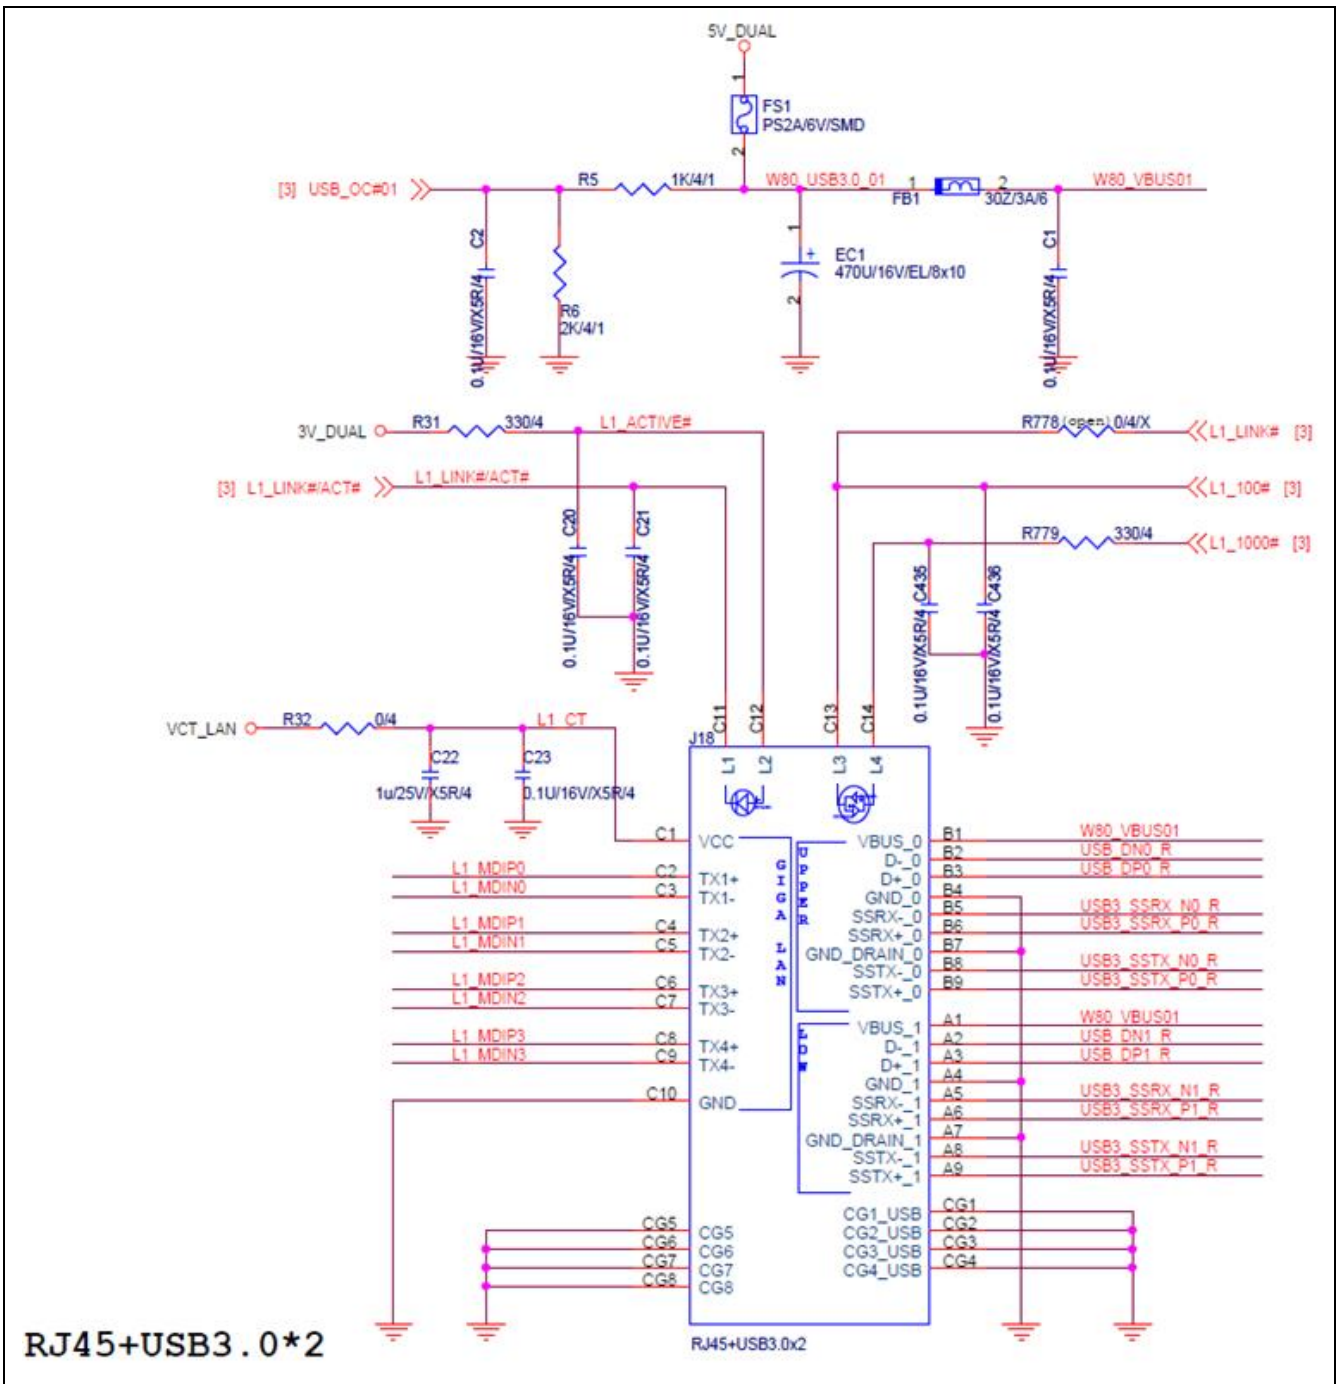 5V_DUAL
1
FS1
PS2A/6V/SMD
2
[3] USB_OC#01
R5
1K/4/1
W80_USB3.0_01
1
2
FB1
30Z/3A/6
W80_VBUS01
C2
0.1U/16V/X5R/4
R6
2K/4/1
1
+
EC1
470U/16V/EL/8x10
2
C1
0.1U/16V/X5R/4
3V_DUAL
R31
330/4
L1_ACTIVE#
R778
(open)
0/4/X
L1_LINK# [3]
[3] L1_LINK#/ACT#
L1_LINK#/ACT#
L1_100# [3]
C20
0.1U/16V/X5R/4
C21
0.1U/16V/X5R/4
R779
330/4
L1_1000# [3]
C435
0.1U/16V/X5R/4
C436
0.1U/16V/X5R/4
VCT_LAN
R32
0/4
L1_CT
C22
1u/25V/X5R/4
C23
0.1U/16V/X5R/4
C11
C12
C13
C14
J18
L1
L2
L3
L4
C1
VCC
L1_MDIP0
C2
TX1+
L1_MDIN0
C3
TX1-
L1_MDIP1
C4
TX2+
L1_MDIN1
C5
TX2-
L1_MDIP2
C6
TX3+
L1_MDIN2
C7
TX3-
L1_MDIP3
C8
TX4+
L1_MDIN3
C9
TX4-
C10
GND
GIGA LAN
UPPER
LOW
VBUS_0
B1
W80_VBUS01
D-_0
B2
USB_DN0_R
D+_0
B3
USB_DP0_R
GND_0
B4
SSRX-_0
B5
USB3_SSRX_N0_R
SSRX+_0
B6
USB3_SSRX_P0_R
GND_DRAIN_0
B7
SSTX-_0
B8
USB3_SSTX_N0_R
SSTX+_0
B9
USB3_SSTX_P0_R
VBUS_1
A1
W80_VBUS01
D-_1
A2
USB_DN1_R
D+_1
A3
USB_DP1_R
GND_1
A4
SSRX-_1
A5
USB3_SSRX_N1_R
SSRX+_1
A6
USB3_SSRX_P1_R
GND_DRAIN_1
A7
SSTX-_1
A8
USB3_SSTX_N1_R
SSTX+_1
A9
USB3_SSTX_P1_R
CG1_USB
CG1
CG2_USB
CG2
CG3_USB
CG3
CG4_USB
CG4
CG5
CG5
CG6
CG6
CG7
CG7
CG8
CG8
RJ45+USB3.0x2
RJ45+USB3.0*2